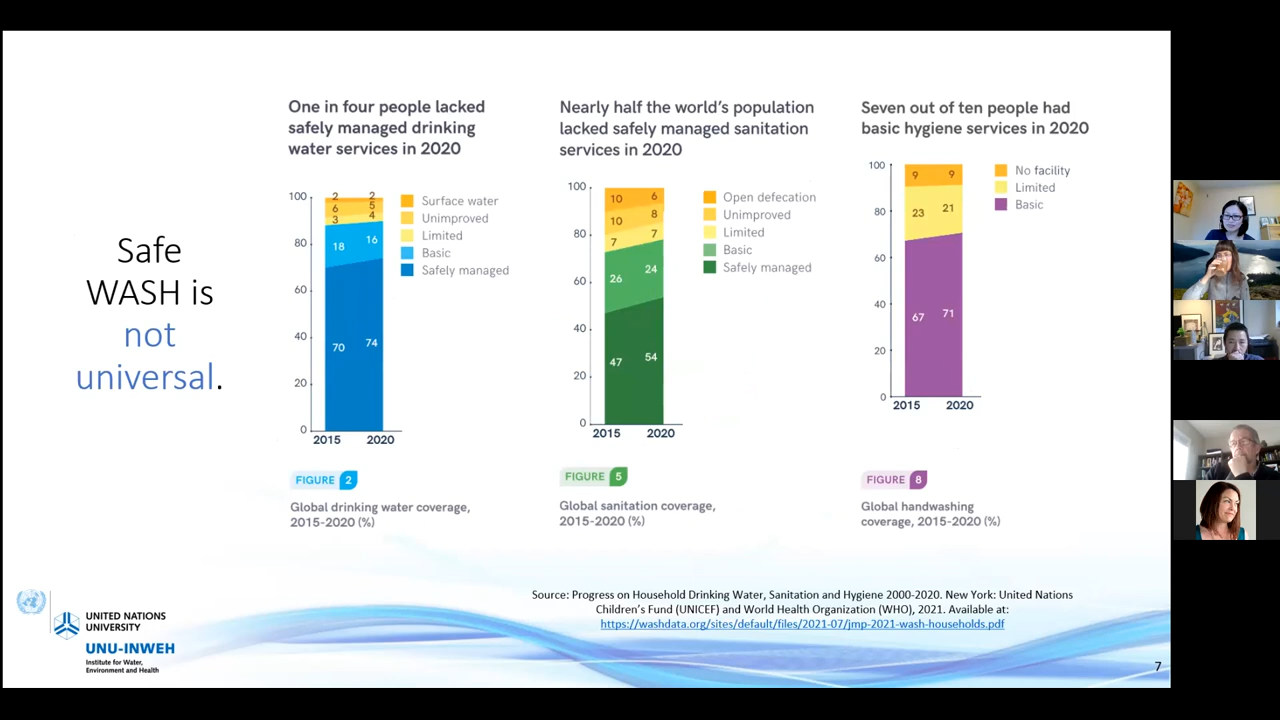 Safe
WASH is
not
universal.
One in four people lacked
safely managed drinking
water services in 2020
100
80
60
40
20
0
2 2
6 5
3 4
18 16
70 74
2015 2020
Surface water
Unimproved
Limited
Basic
Safely managed
FIGURE 2
Global drinking water coverage,
2015-2020 (%)
Nearly half the world's population
lacked safely managed sanitation
services in 2020
100
80
60
40
20
0
10 6
10 8
7 7
26 24
47 54
2015 2020
Open defecation
Unimproved
Limited
Basic
Safely managed
FIGURE 5
Global sanitation coverage,
2015-2020 (%)
Seven out of ten people had
basic hygiene services in 2020
100
80
60
40
20
0
9 9
23 21
67 71
2015 2020
No facility
Limited
Basic
FIGURE 8
Global handwashing
coverage, 2015-2020 (%)
Source: Progress on Household Drinking Water, Sanitation and Hygiene 2000-2020. New York: United Nations
Children's Fund (UNICEF) and World Health Organization (WHO), 2021. Available at:
https://washdata.org/sites/default/files/2021-07/jmp-2021-wash-households.pdf
UNITED NATIONS
UNIVERSITY
UNU-INWEH
Institute for Water,
Environment and Health
7